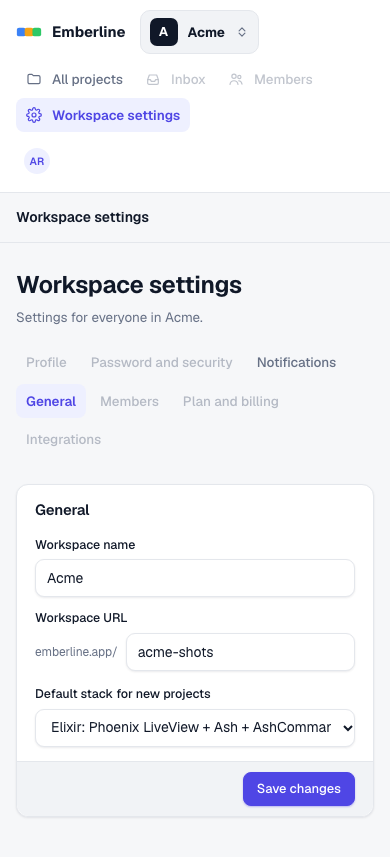 Emberline
A Acme
All projects Inbox Members
Workspace settings
AR
Workspace settings
Workspace settings
Settings for everyone in Acme.
Profile Password and security Notifications
General Members Plan and billing
Integrations
General
Workspace name
Acme
Workspace URL
emberline.app/ acme-shots
Default stack for new projects
Elixir: Phoenix LiveView + Ash + AshCommar
Save changes